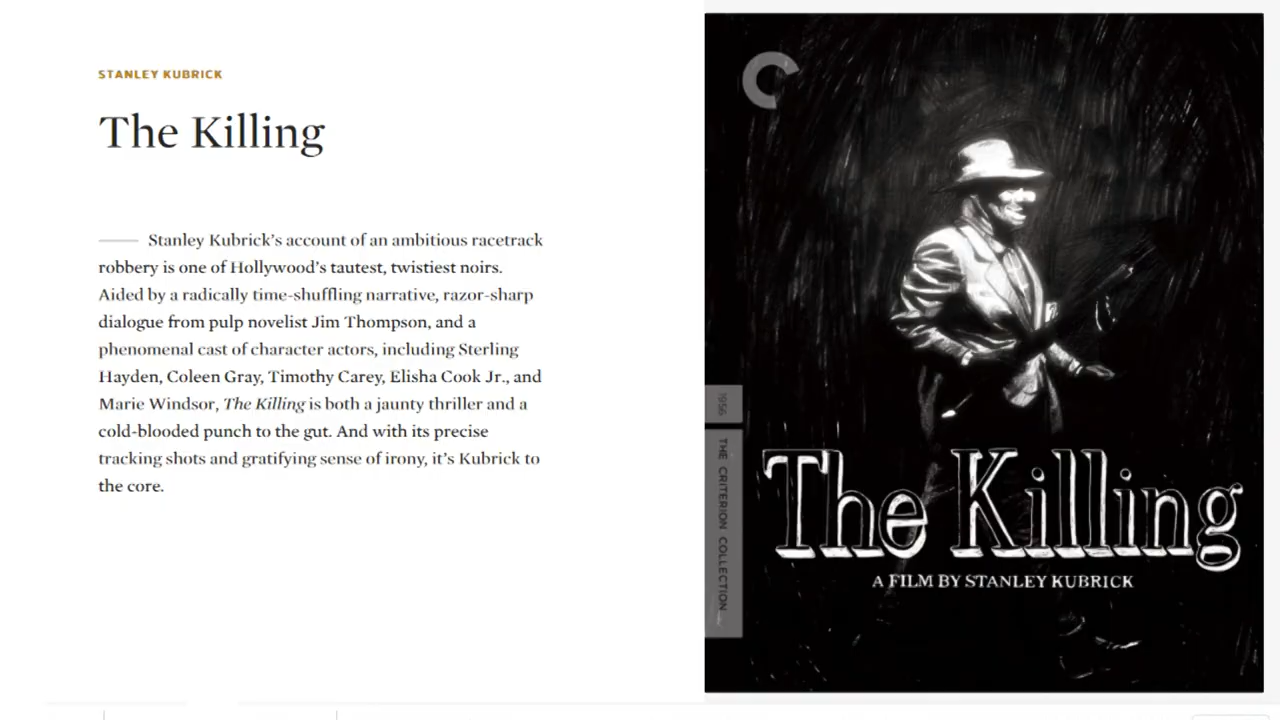 STANLEY KUBRICK
The Killing
Stanley Kubrick’s account of an ambitious racetrack
robbery is one of Hollywood’s tautest, twistiest noirs.
Aided by a radically time-shuffling narrative, razor-sharp
dialogue from pulp novelist Jim Thompson, and a
phenomenal cast of character actors, including Sterling
Hayden, Coleen Gray, Timothy Carey, Elisha Cook Jr., and
Marie Windsor, The Killing is both a jaunty thriller and a
cold-blooded punch to the gut. And with its precise
tracking shots and gratifying sense of irony, it’s Kubrick to
the core.
1956
THE CRITERION COLLECTION
The Killing
A FILM BY STANLEY KUBRICK